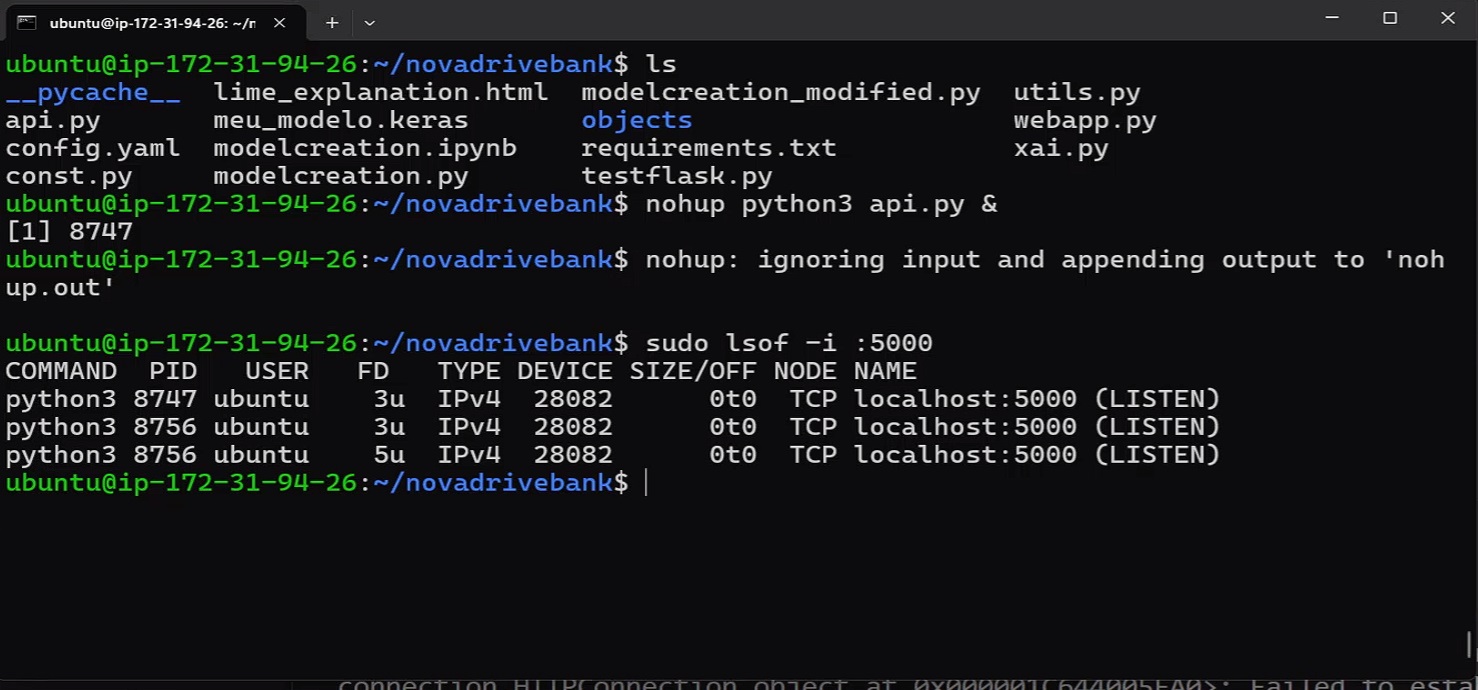 ubuntu@ip-172-31-94-26: ~/n
ubuntu@ip-172-31-94-26:~/novadrivebank$ ls
__pycache__ lime_explanation.html modelcreation_modified.py utils.py
api.py meu_modelo.keras objects webapp.py
config.yaml modelcreation.ipynb requirements.txt xai.py
const.py modelcreation.py testflask.py
ubuntu@ip-172-31-94-26:~/novadrivebank$ nohup python3 api.py &
[1] 8747
ubuntu@ip-172-31-94-26:~/novadrivebank$ nohup: ignoring input and appending output to 'noh
up.out'
ubuntu@ip-172-31-94-26:~/novadrivebank$ sudo lsof -i :5000
COMMAND PID USER FD TYPE DEVICE SIZE/OFF NODE NAME
python3 8747 ubuntu 3u IPv4 28082 0t0 TCP localhost:5000 (LISTEN)
python3 8756 ubuntu 3u IPv4 28082 0t0 TCP localhost:5000 (LISTEN)
python3 8756 ubuntu 5u IPv4 28082 0t0 TCP localhost:5000 (LISTEN)
ubuntu@ip-172-31-94-26:~/novadrivebank$
connection.HTTPConnection object at : Failed to esta